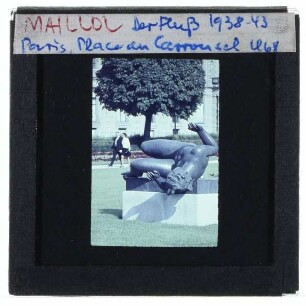 MAILLOL Der Fluß 1938-43
Paris, Place du Carrousel